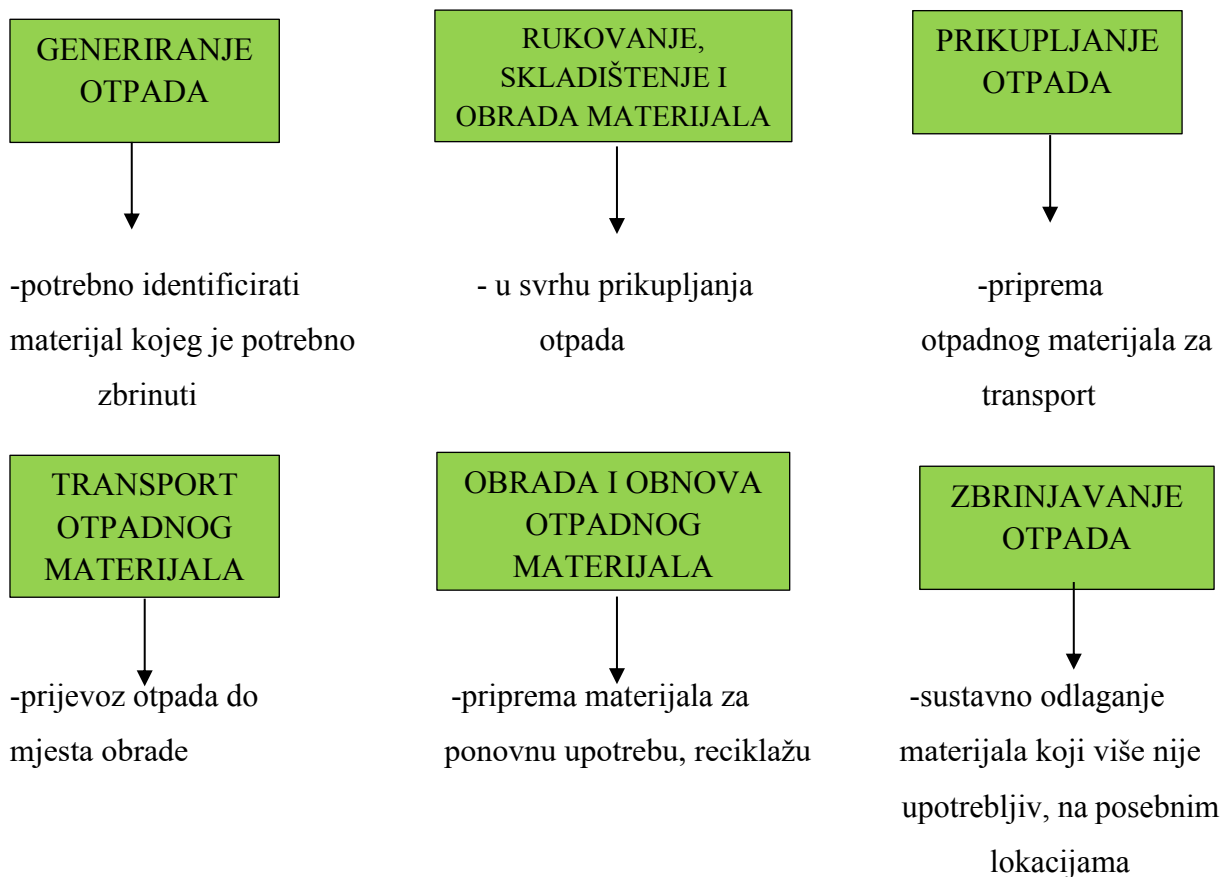 GENERIRANJE
OTPADA
-potrebno identificirati
materijal kojeg je potrebno
zbrinuti
RUKOVANJE,
SKLADIŠTENJE I
OBRADA MATERIJALA
- u svrhu prikupljanja
otpada
PRIKUPLJANJE
OTPADA
-priprema
otpadnog materijala za
transport
TRANSPORT
OTPADNOG
MATERIJALA
-prijevoz otpada do
mjesta obrade
OBRADA I OBNOVA
OTPADNOG
MATERIJALA
-priprema materijala za
ponovnu upotrebu, reciklažu
ZBRINJAVANJE
OTPADA
-sustavno odlaganje
materijala koji više nije
upotrebljiv, na posebnim
lokacijama